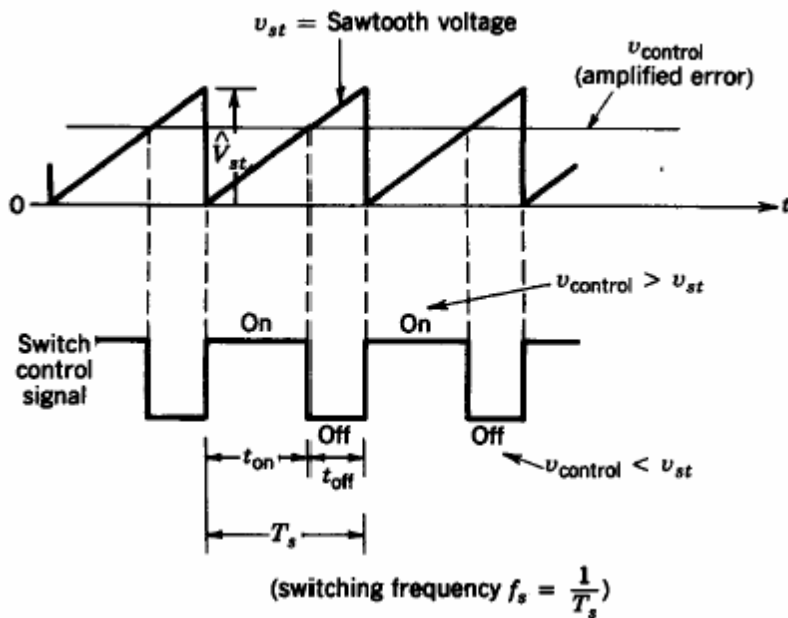 v_st = Sawtooth voltage
v_control
(amplified error)
V̂_st
0
t
v_control > v_st
On
On
Switch
control
signal
Off
Off
v_control < v_st
t_on
t_off
T_s
(switching frequency f_s = 1/T_s)